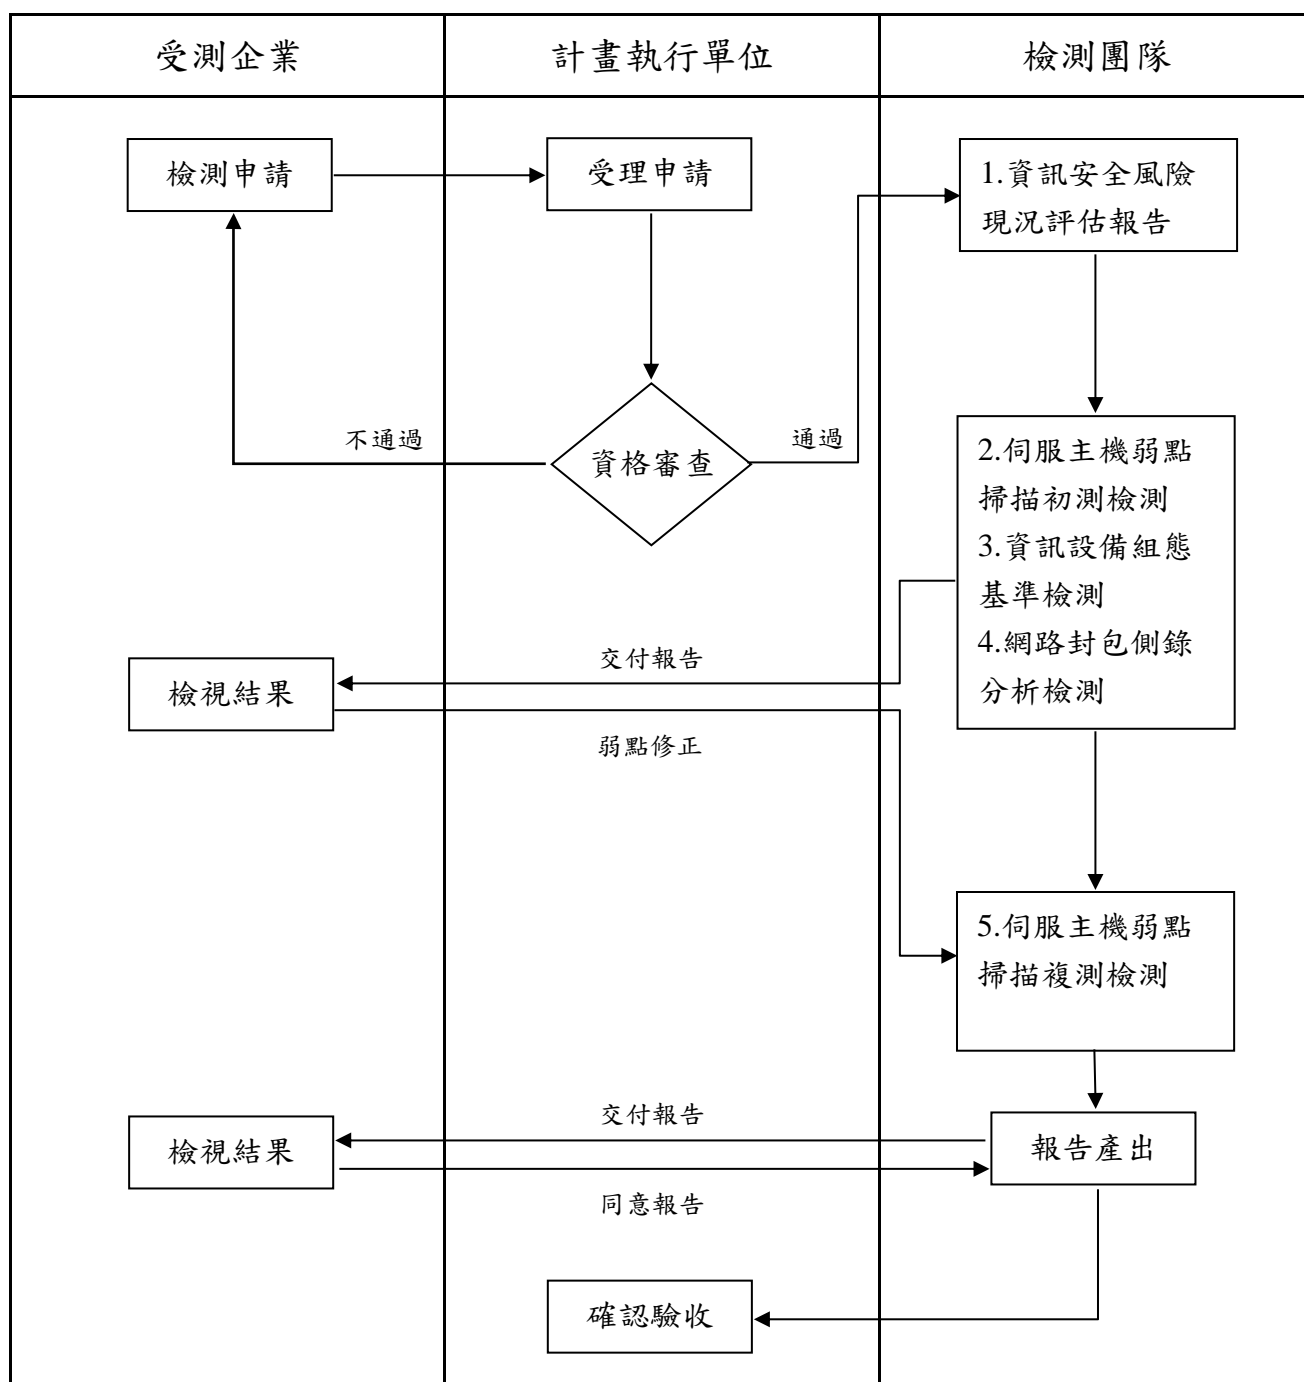 受測企業
計畫執行單位
檢測團隊
檢測申請
受理申請
1.資訊安全風險
現況評估報告
不通過
資格審查
通過
2.伺服主機弱點
掃描初測檢測
3.資訊設備組態
基準檢測
4.網路封包側錄
分析檢測
交付報告
檢視結果
弱點修正
5.伺服主機弱點
掃描複測檢測
交付報告
檢視結果
報告產出
同意報告
確認驗收